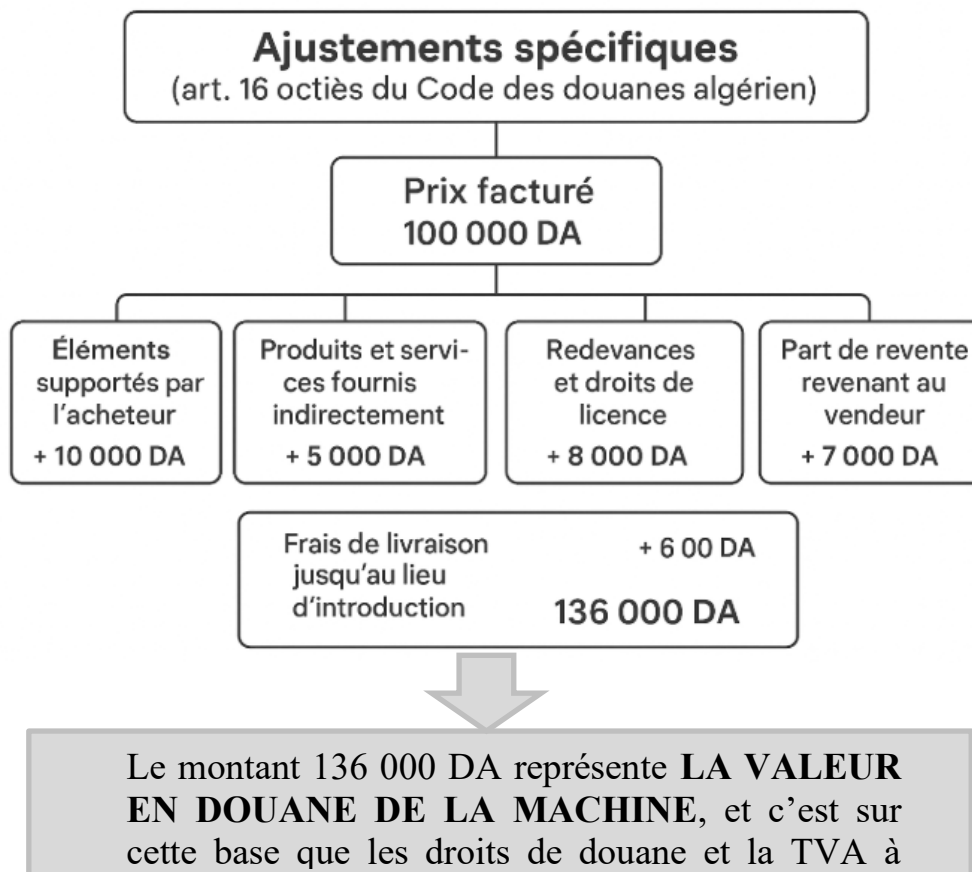 Ajustements spécifiques
(art. 16 octiès du Code des douanes algérien)
Prix facturé
100 000 DA
Éléments
supportés par
l'acheteur
+ 10 000 DA
Produits et servi-
ces fournis
indirectement
+ 5 000 DA
Redevances
et droits de
licence
+ 8 000 DA
Part de revente
revenant au
vendeur
+ 7 000 DA
Frais de livraison
jusqu'au lieu
d'introduction
+ 6 00 DA
136 000 DA
Le montant 136 000 DA représente LA VALEUR
EN DOUANE DE LA MACHINE, et c'est sur
cette base que les droits de douane et la TVA à